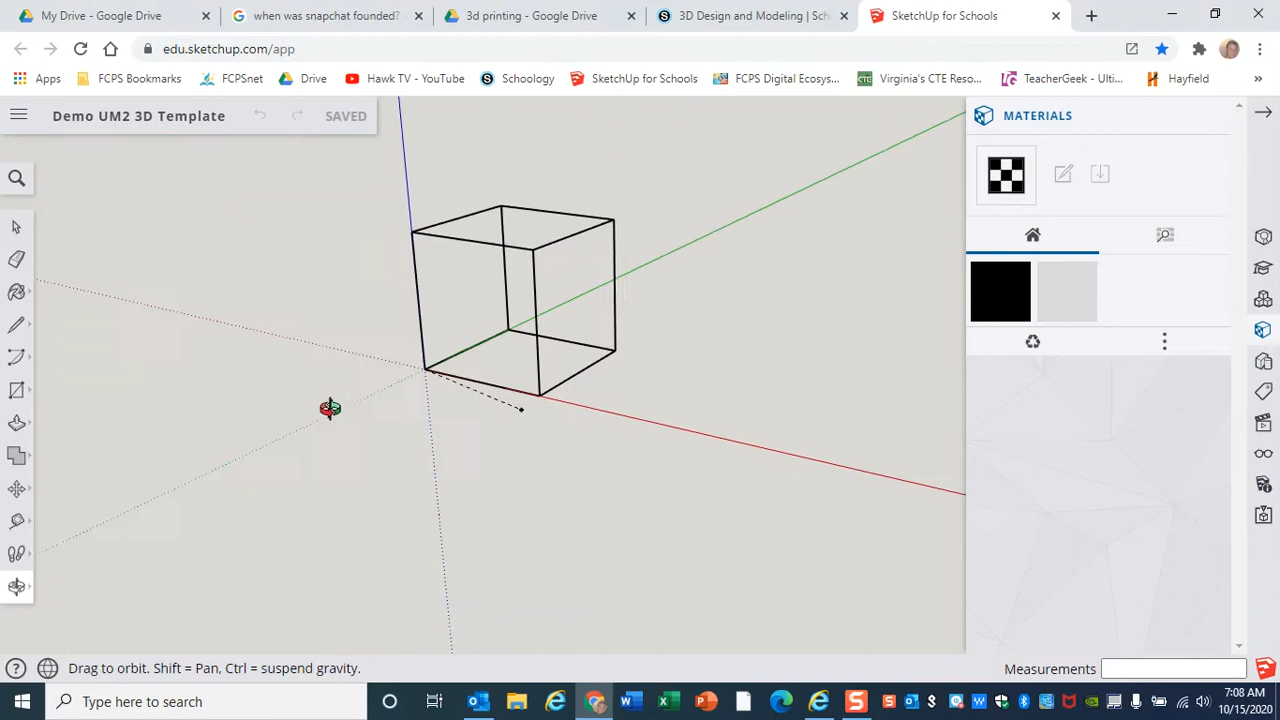 My Drive - Google Drive
when was snapchat founded?
3d printing - Google Drive
3D Design and Modeling | Sch
SketchUp for Schools
edu.sketchup.com/app
Apps
FCPS Bookmarks
FCPSnet
Drive
Hawk TV - YouTube
Schoology
SketchUp for Schools
FCPS Digital Ecosys...
Virginia's CTE Reso...
TeacherGeek - Ulti...
Hayfield
»
Demo UM2 3D Template
SAVED
MATERIALS
Drag to orbit. Shift = Pan, Ctrl = suspend gravity.
Measurements
Type here to search
7:08 AM
10/15/2020